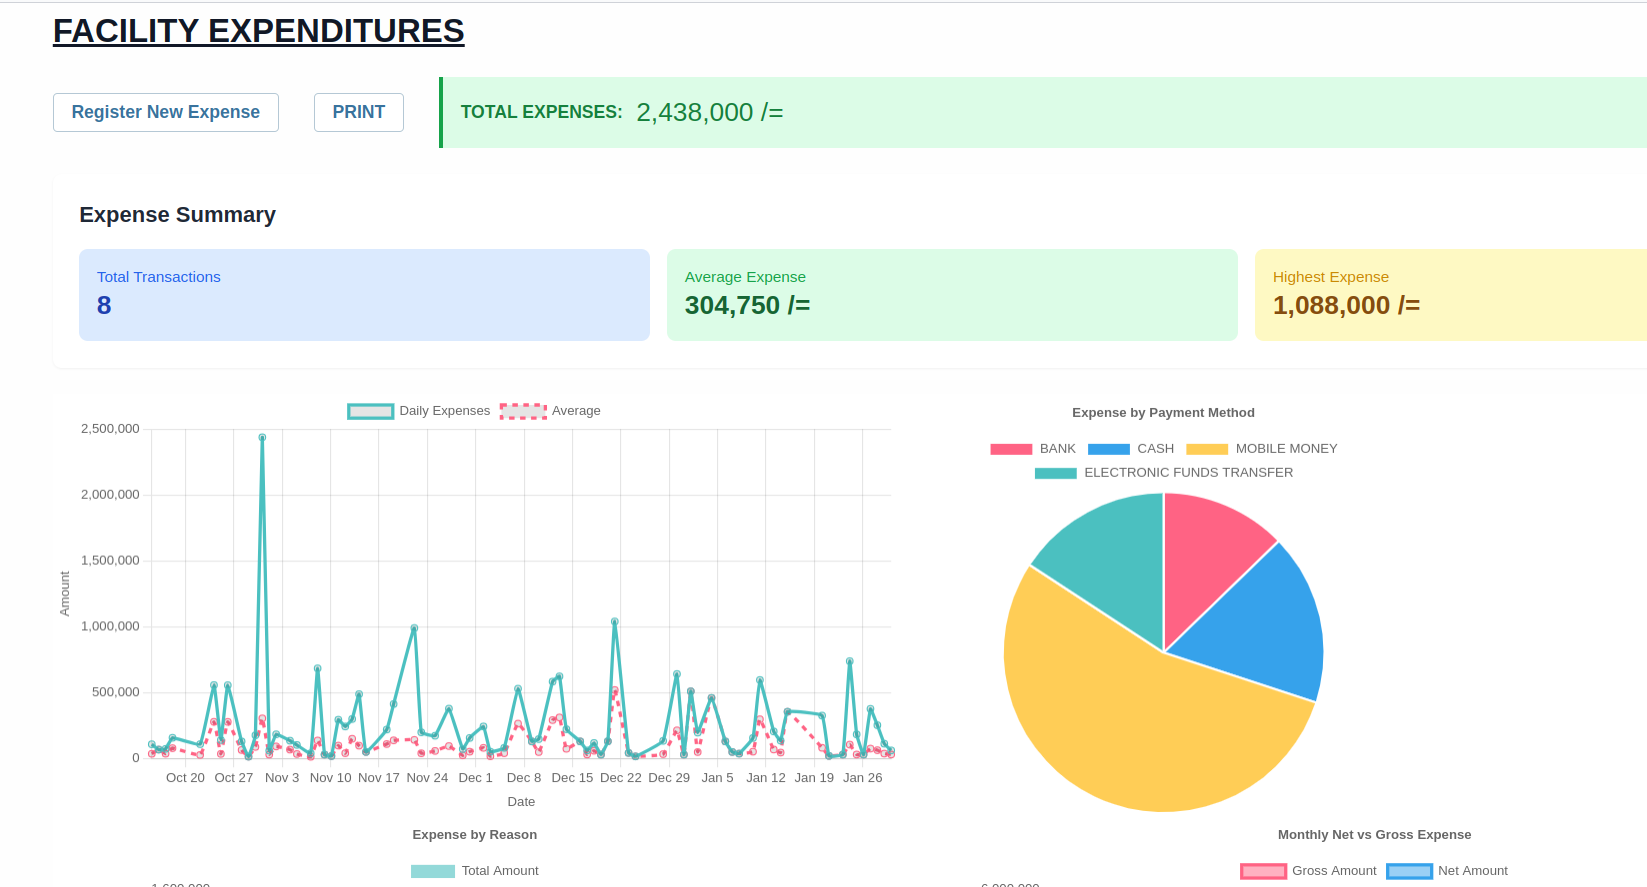 FACILITY EXPENDITURES
Register New Expense
PRINT
TOTAL EXPENSES: 2,438,000 /=
Expense Summary
Total Transactions
8
Average Expense
304,750 /=
Highest Expense
1,088,000 /=
Daily Expenses
Average
2,500,000
2,000,000
1,500,000
1,000,000
500,000
0
Amount
Oct 20
Oct 27
Nov 3
Nov 10
Nov 17
Nov 24
Dec 1
Dec 8
Dec 15
Dec 22
Dec 29
Jan 5
Jan 12
Jan 19
Jan 26
Date
Expense by Payment Method
BANK
CASH
MOBILE MONEY
ELECTRONIC FUNDS TRANSFER
Expense by Reason
Total Amount
Monthly Net vs Gross Expense
Gross Amount
Net Amount